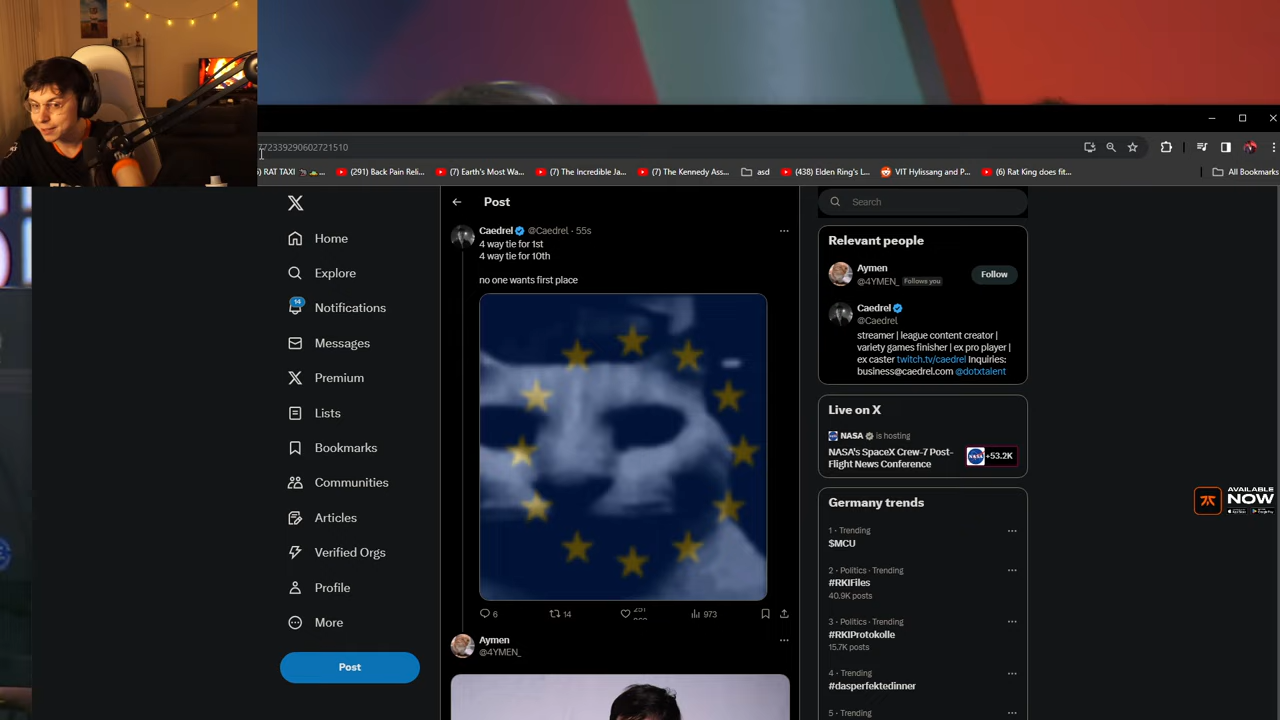 772339290602721510
RAT TAXI
(291) Back Pain Reli...
(7) Earth's Most Wa...
(7) The Incredible Ja...
(7) The Kennedy Ass...
asd
(438) Elden Ring's L...
VIT Hylissang and P...
(6) Rat King does fit...
All Bookmarks
Home
Explore
14
Notifications
Messages
Premium
Lists
Bookmarks
Communities
Articles
Verified Orgs
Profile
More
Post
Post
Caedrel @Caedrel · 55s
4 way tie for 1st
4 way tie for 10th
no one wants first place
6 14 973
Aymen
@4YMEN_
Search
Relevant people
Aymen
@4YMEN_ Follows you
Follow
Caedrel
@Caedrel
streamer | league content creator |
variety games finisher | ex pro player |
ex caster twitch.tv/caedrel Inquiries:
business@caedrel.com @dotxtalent
Live on X
NASA is hosting
NASA's SpaceX Crew-7 Post-
Flight News Conference
+53.2K
Germany trends
1 · Trending
$MCU
2 · Politics · Trending
#RKIFiles
40.9K posts
3 · Politics · Trending
#RKIProtokolle
15.7K posts
4 · Trending
#dasperfektedinner
5 · Trending
AVAILABLE
NOW